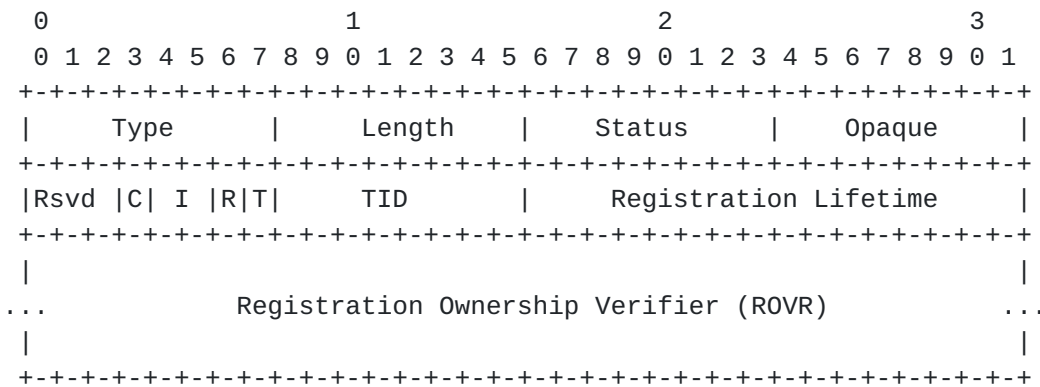 0                   1                   2                   3
 0 1 2 3 4 5 6 7 8 9 0 1 2 3 4 5 6 7 8 9 0 1 2 3 4 5 6 7 8 9 0 1
+-+-+-+-+-+-+-+-+-+-+-+-+-+-+-+-+-+-+-+-+-+-+-+-+-+-+-+-+-+-+-+-+
|     Type      |     Length    |    Status     |    Opaque     |
+-+-+-+-+-+-+-+-+-+-+-+-+-+-+-+-+-+-+-+-+-+-+-+-+-+-+-+-+-+-+-+-+
|Rsvd |C| I |R|T|     TID       |     Registration Lifetime     |
+-+-+-+-+-+-+-+-+-+-+-+-+-+-+-+-+-+-+-+-+-+-+-+-+-+-+-+-+-+-+-+-+
|                                                               |
...            Registration Ownership Verifier (ROVR)           ...
|                                                               |
+-+-+-+-+-+-+-+-+-+-+-+-+-+-+-+-+-+-+-+-+-+-+-+-+-+-+-+-+-+-+-+-+